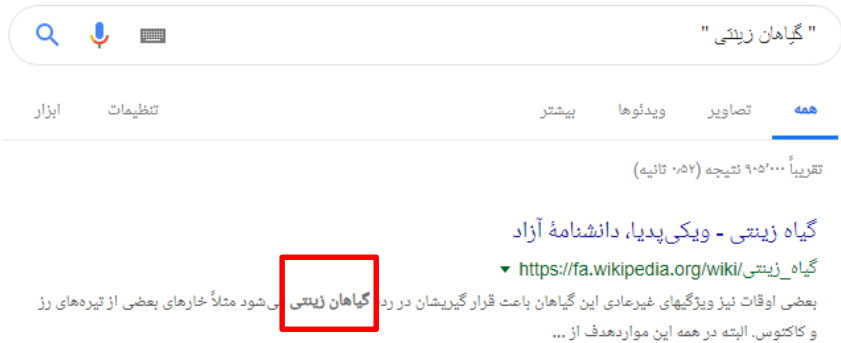 " گیاهان زینتی "
همه تصاویر ویدئوها بیشتر تنظیمات ابزار
تقریباً ۹۰۵٬۰۰۰ نتیجه (۰٫۵۲ ثانیه)
گیاه زینتی - ویکی‌پدیا، دانشنامهٔ آزاد
https://fa.wikipedia.org/wiki/گیاه_زینتی
بعضی اوقات نیز ویژگیهای غیرعادی این گیاهان باعث قرار گیریشان در رده گیاهان زینتی می‌شود مثلاً خارهای بعضی از تیره‌های رز
و کاکتوس. البته در همه این مواردهدف از ...